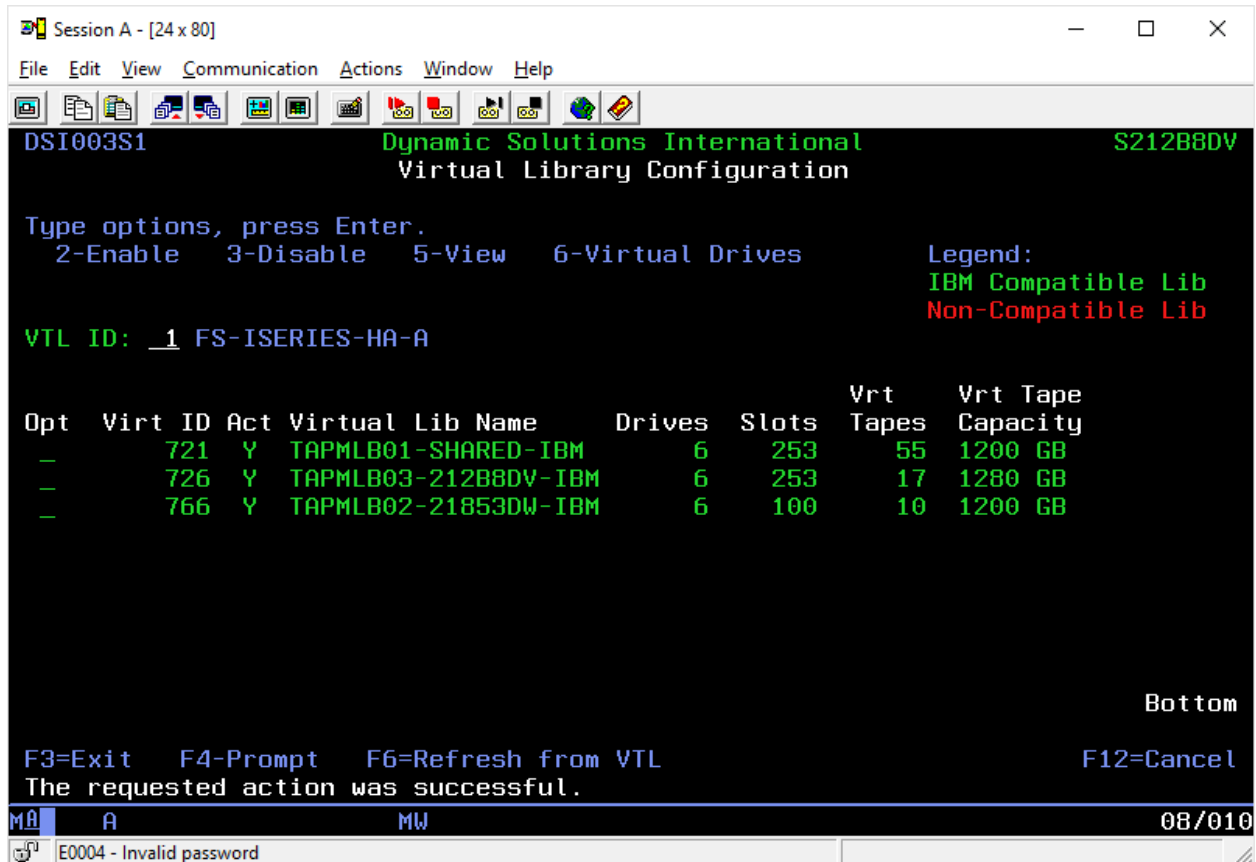 Session A - [24 x 80]
File Edit View Communication Actions Window Help
DSI003S1 Dynamic Solutions International S212B8DV
Virtual Library Configuration
Type options, press Enter.
2-Enable 3-Disable 5-View 6-Virtual Drives Legend:
IBM Compatible Lib
Non-Compatible Lib
VTL ID: _1 FS-ISERIES-HA-A
Vrt Vrt Tape
Opt Virt ID Act Virtual Lib Name Drives Slots Tapes Capacity
_ 721 Y TAPMLB01-SHARED-IBM 6 253 55 1200 GB
_ 726 Y TAPMLB03-212B8DV-IBM 6 253 17 1280 GB
_ 766 Y TAPMLB02-21853DW-IBM 6 100 10 1200 GB
Bottom
F3=Exit F4-Prompt F6=Refresh from VTL F12=Cancel
The requested action was successful.
MA A MW 08/010
E0004 - Invalid password